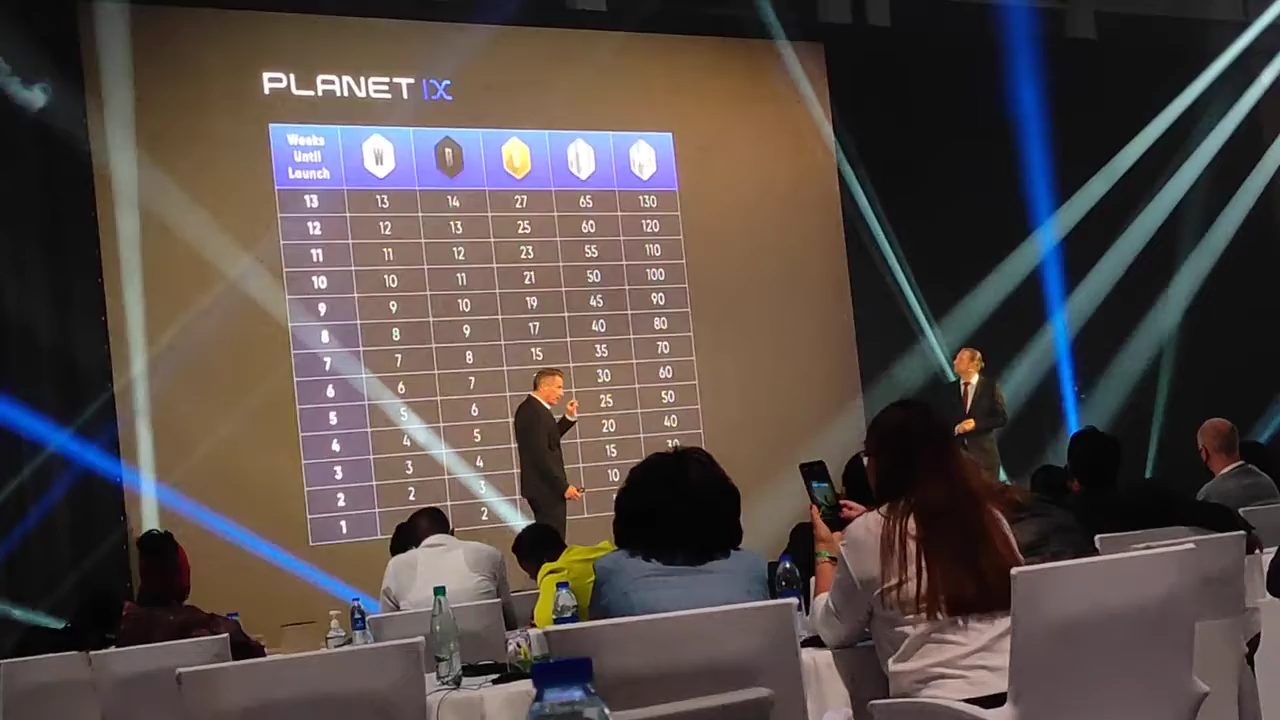 PLANET IX
Weeks Until Launch W
13 13 14 27 65 130
12 12 13 25 60 120
11 11 12 23 55 110
10 10 11 21 50 100
9 9 10 19 45 90
8 8 9 17 40 80
7 7 8 15 35 70
6 6 7 30 60
5 5 6 25 50
4 4 5 20 40
3 3 4 15 30
2 2 3 10
1 2